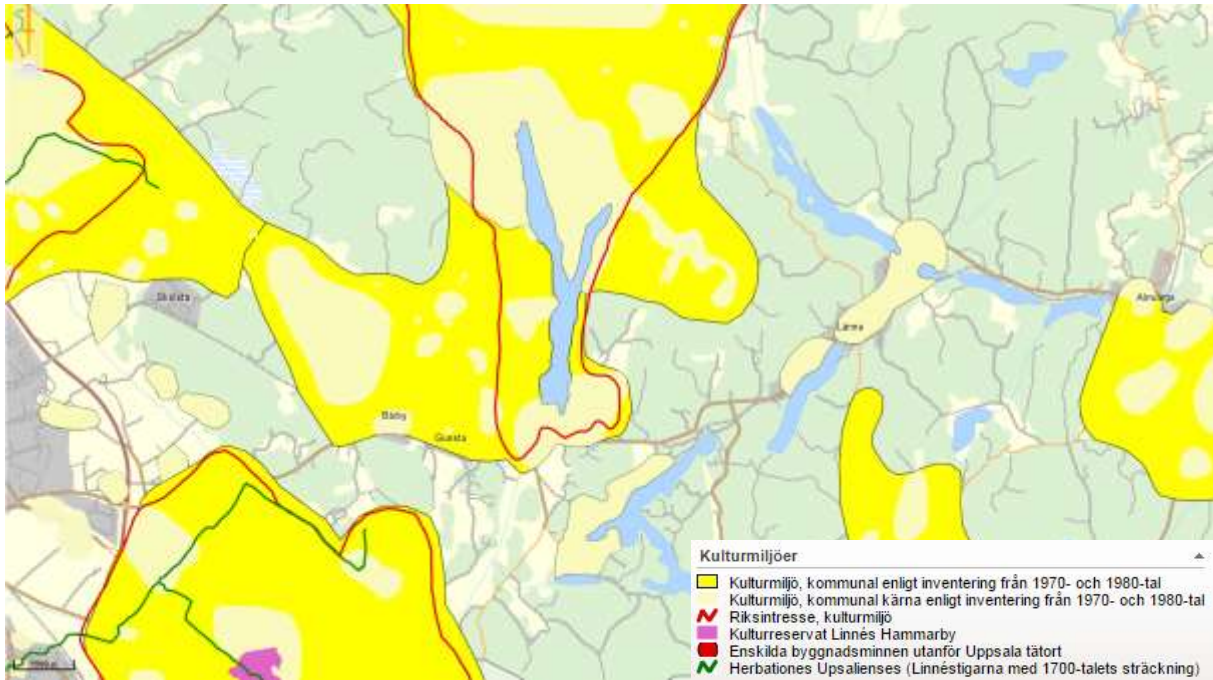 Skölsta
Länna
Almunge
Bärby
Gunsta
Kulturmiljöer
Kulturmiljö, kommunal enligt inventering från 1970- och 1980-tal
Kulturmiljö, kommunal kärna enligt inventering från 1970- och 1980-tal
Riksintresse, kulturmiljö
Kulturreservat Linnés Hammarby
Enskilda byggnadsminnen utanför Uppsala tätort
Herbationes Upsalienses (Linnéstigarna med 1700-talets sträckning)